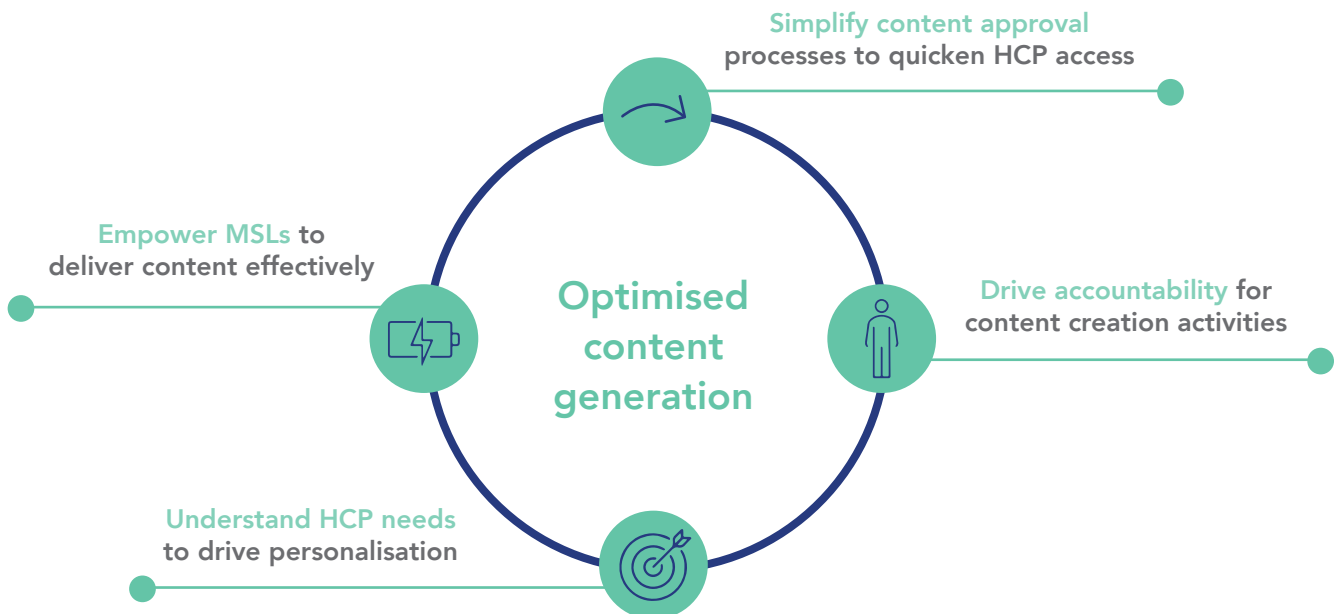 Simplify content approval
processes to quicken HCP access
Empower MSLs to
deliver content effectively
Optimised
content
generation
Drive accountability for
content creation activities
Understand HCP needs
to drive personalisation